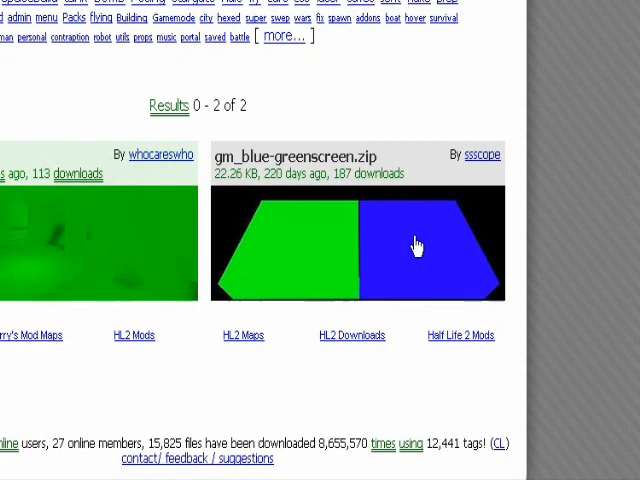 admin menu Packs flying Building Gamemode city hexed super swep wars fix spawn addons boat hover survival
man personal contraption robot utils props music portal saved battle [ more... ]
Results 0 - 2 of 2
By whocareswho
s ago, 113 downloads
gm_blue-greenscreen.zip
By ssscope
22.26 KB, 220 days ago, 187 downloads
rry's Mod Maps HL2 Mods HL2 Maps HL2 Downloads Half Life 2 Mods
nline users, 27 online members, 15,825 files have been downloaded 8,655,570 times using 12,441 tags! (CL)
contact/ feedback / suggestions